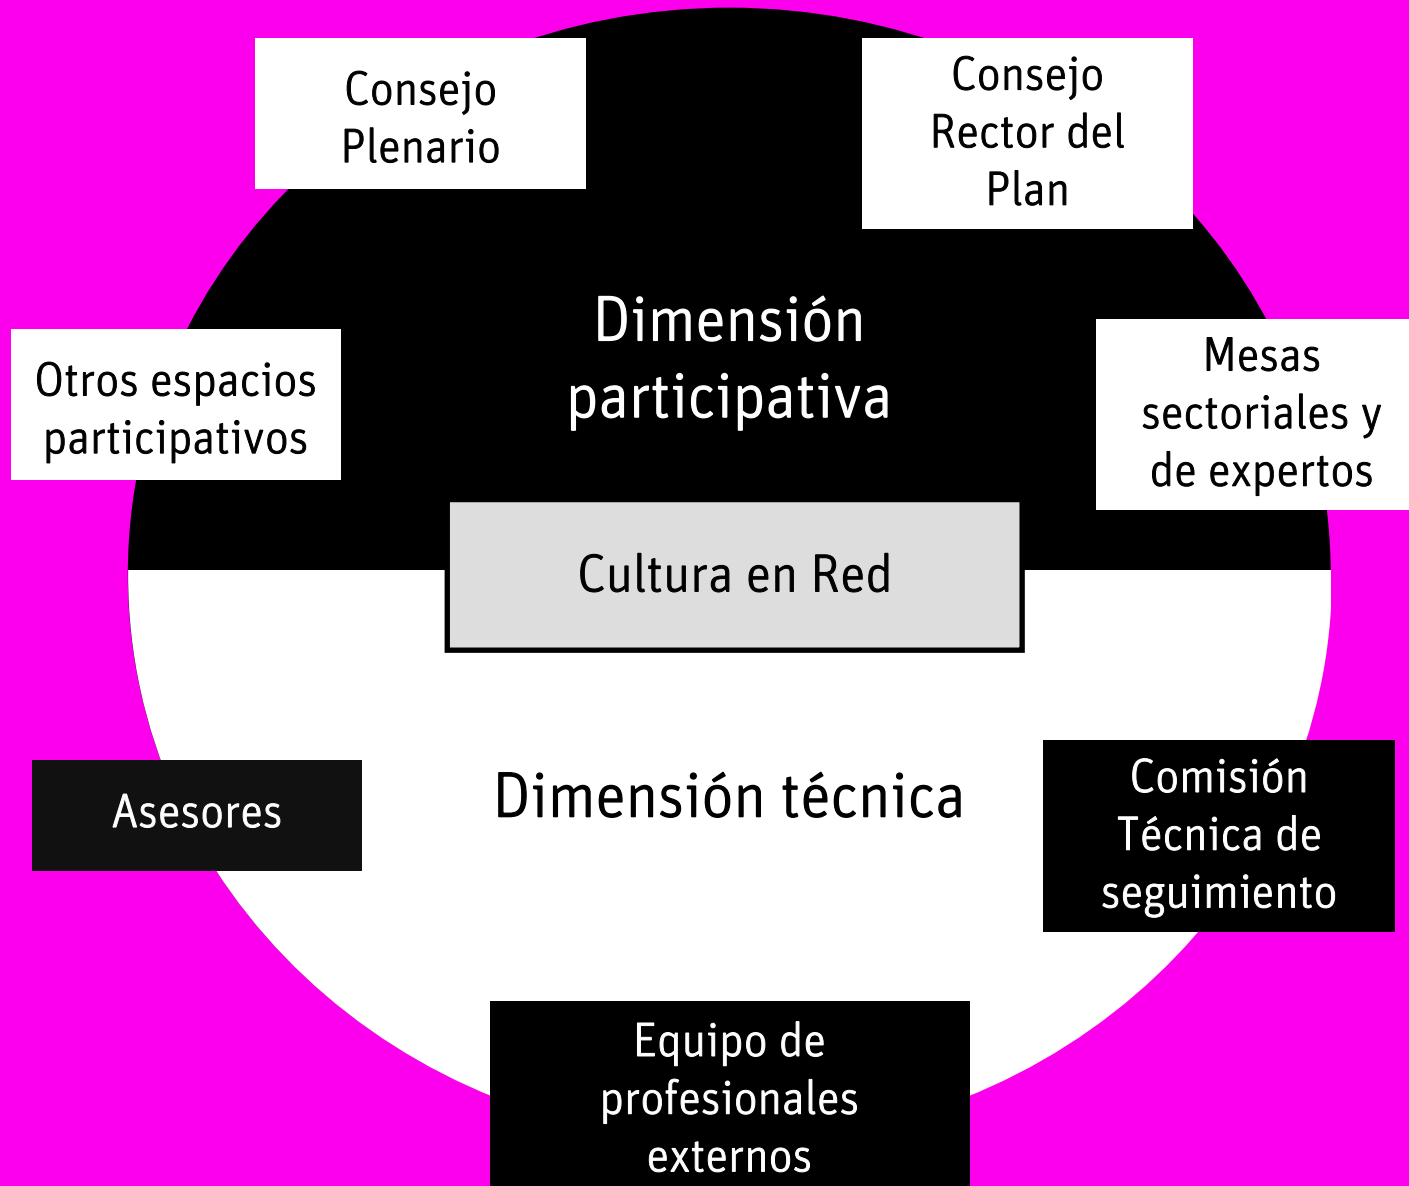 Consejo
Plenario
Consejo
Rector del
Plan
Dimensión
participativa
Otros espacios
participativos
Mesas
sectoriales y
de expertos
Cultura en Red
Dimensión técnica
Asesores
Comisión
Técnica de
seguimiento
Equipo de
profesionales
externos